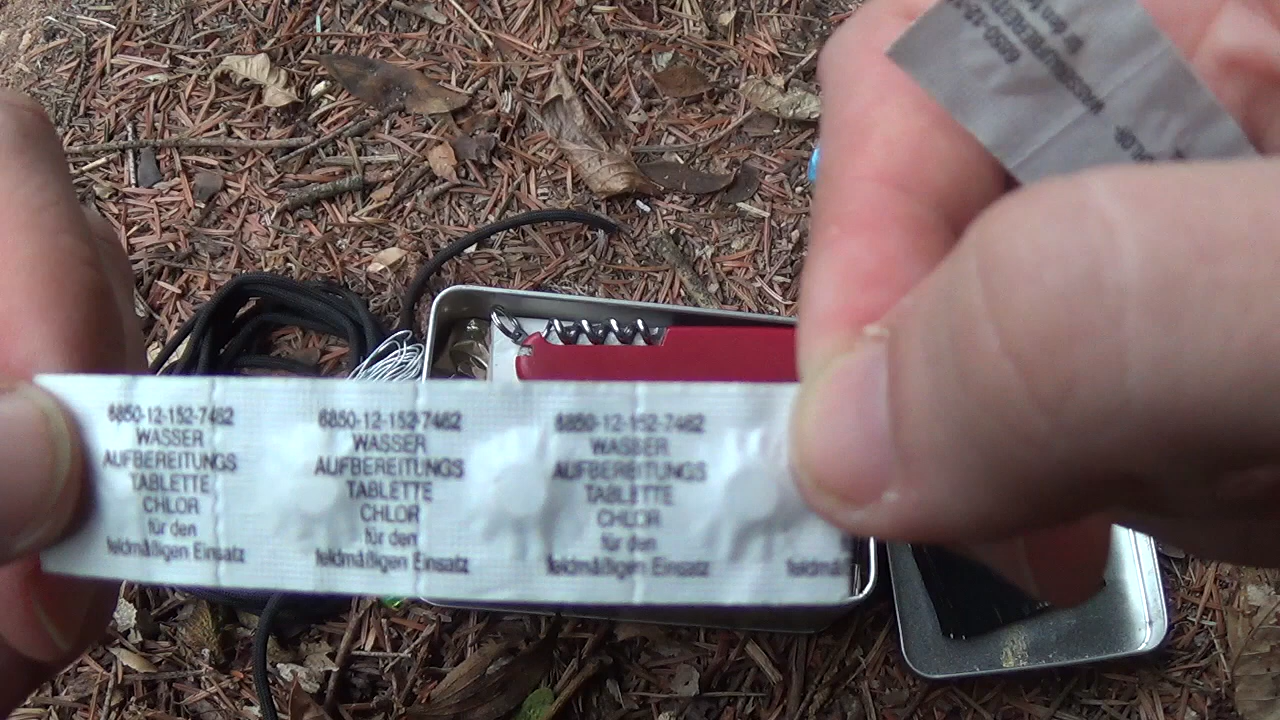 6850-12-152-7462
WASSER
AUFBEREITUNGS
TABLETTE
CHLOR
für den
feldmäßigen Einsatz
6850-12-152-7462
WASSER
AUFBEREITUNGS
TABLETTE
CHLOR
für den
feldmäßigen Einsatz
6850-12-152-7462
WASSER
AUFBEREITUNGS
TABLETTE
CHLOR
für den
feldmäßigen Einsatz